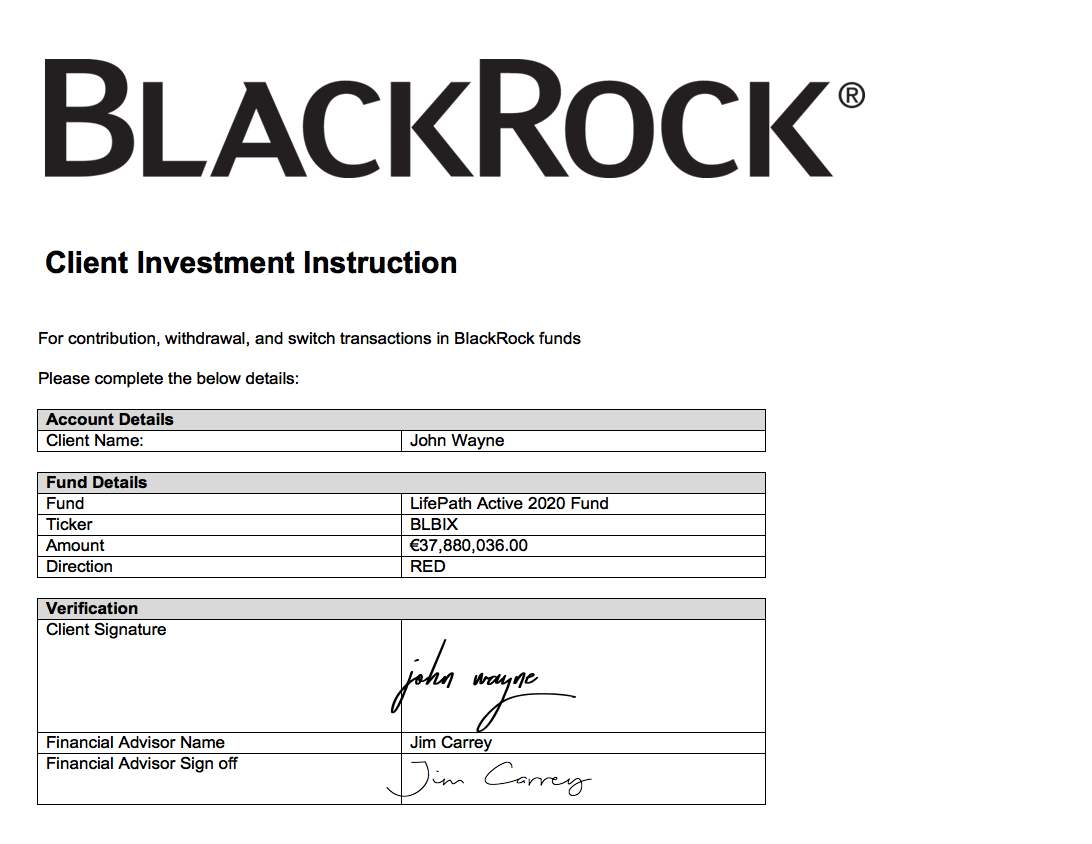 BLACKROCK®
Client Investment Instruction
For contribution, withdrawal, and switch transactions in BlackRock funds
Please complete the below details:
Account Details
Client Name: John Wayne
Fund Details
Fund LifePath Active 2020 Fund
Ticker BLBIX
Amount €37,880,036.00
Direction RED
Verification
Client Signature john wayne
Financial Advisor Name Jim Carrey
Financial Advisor Sign off Jim Carrey